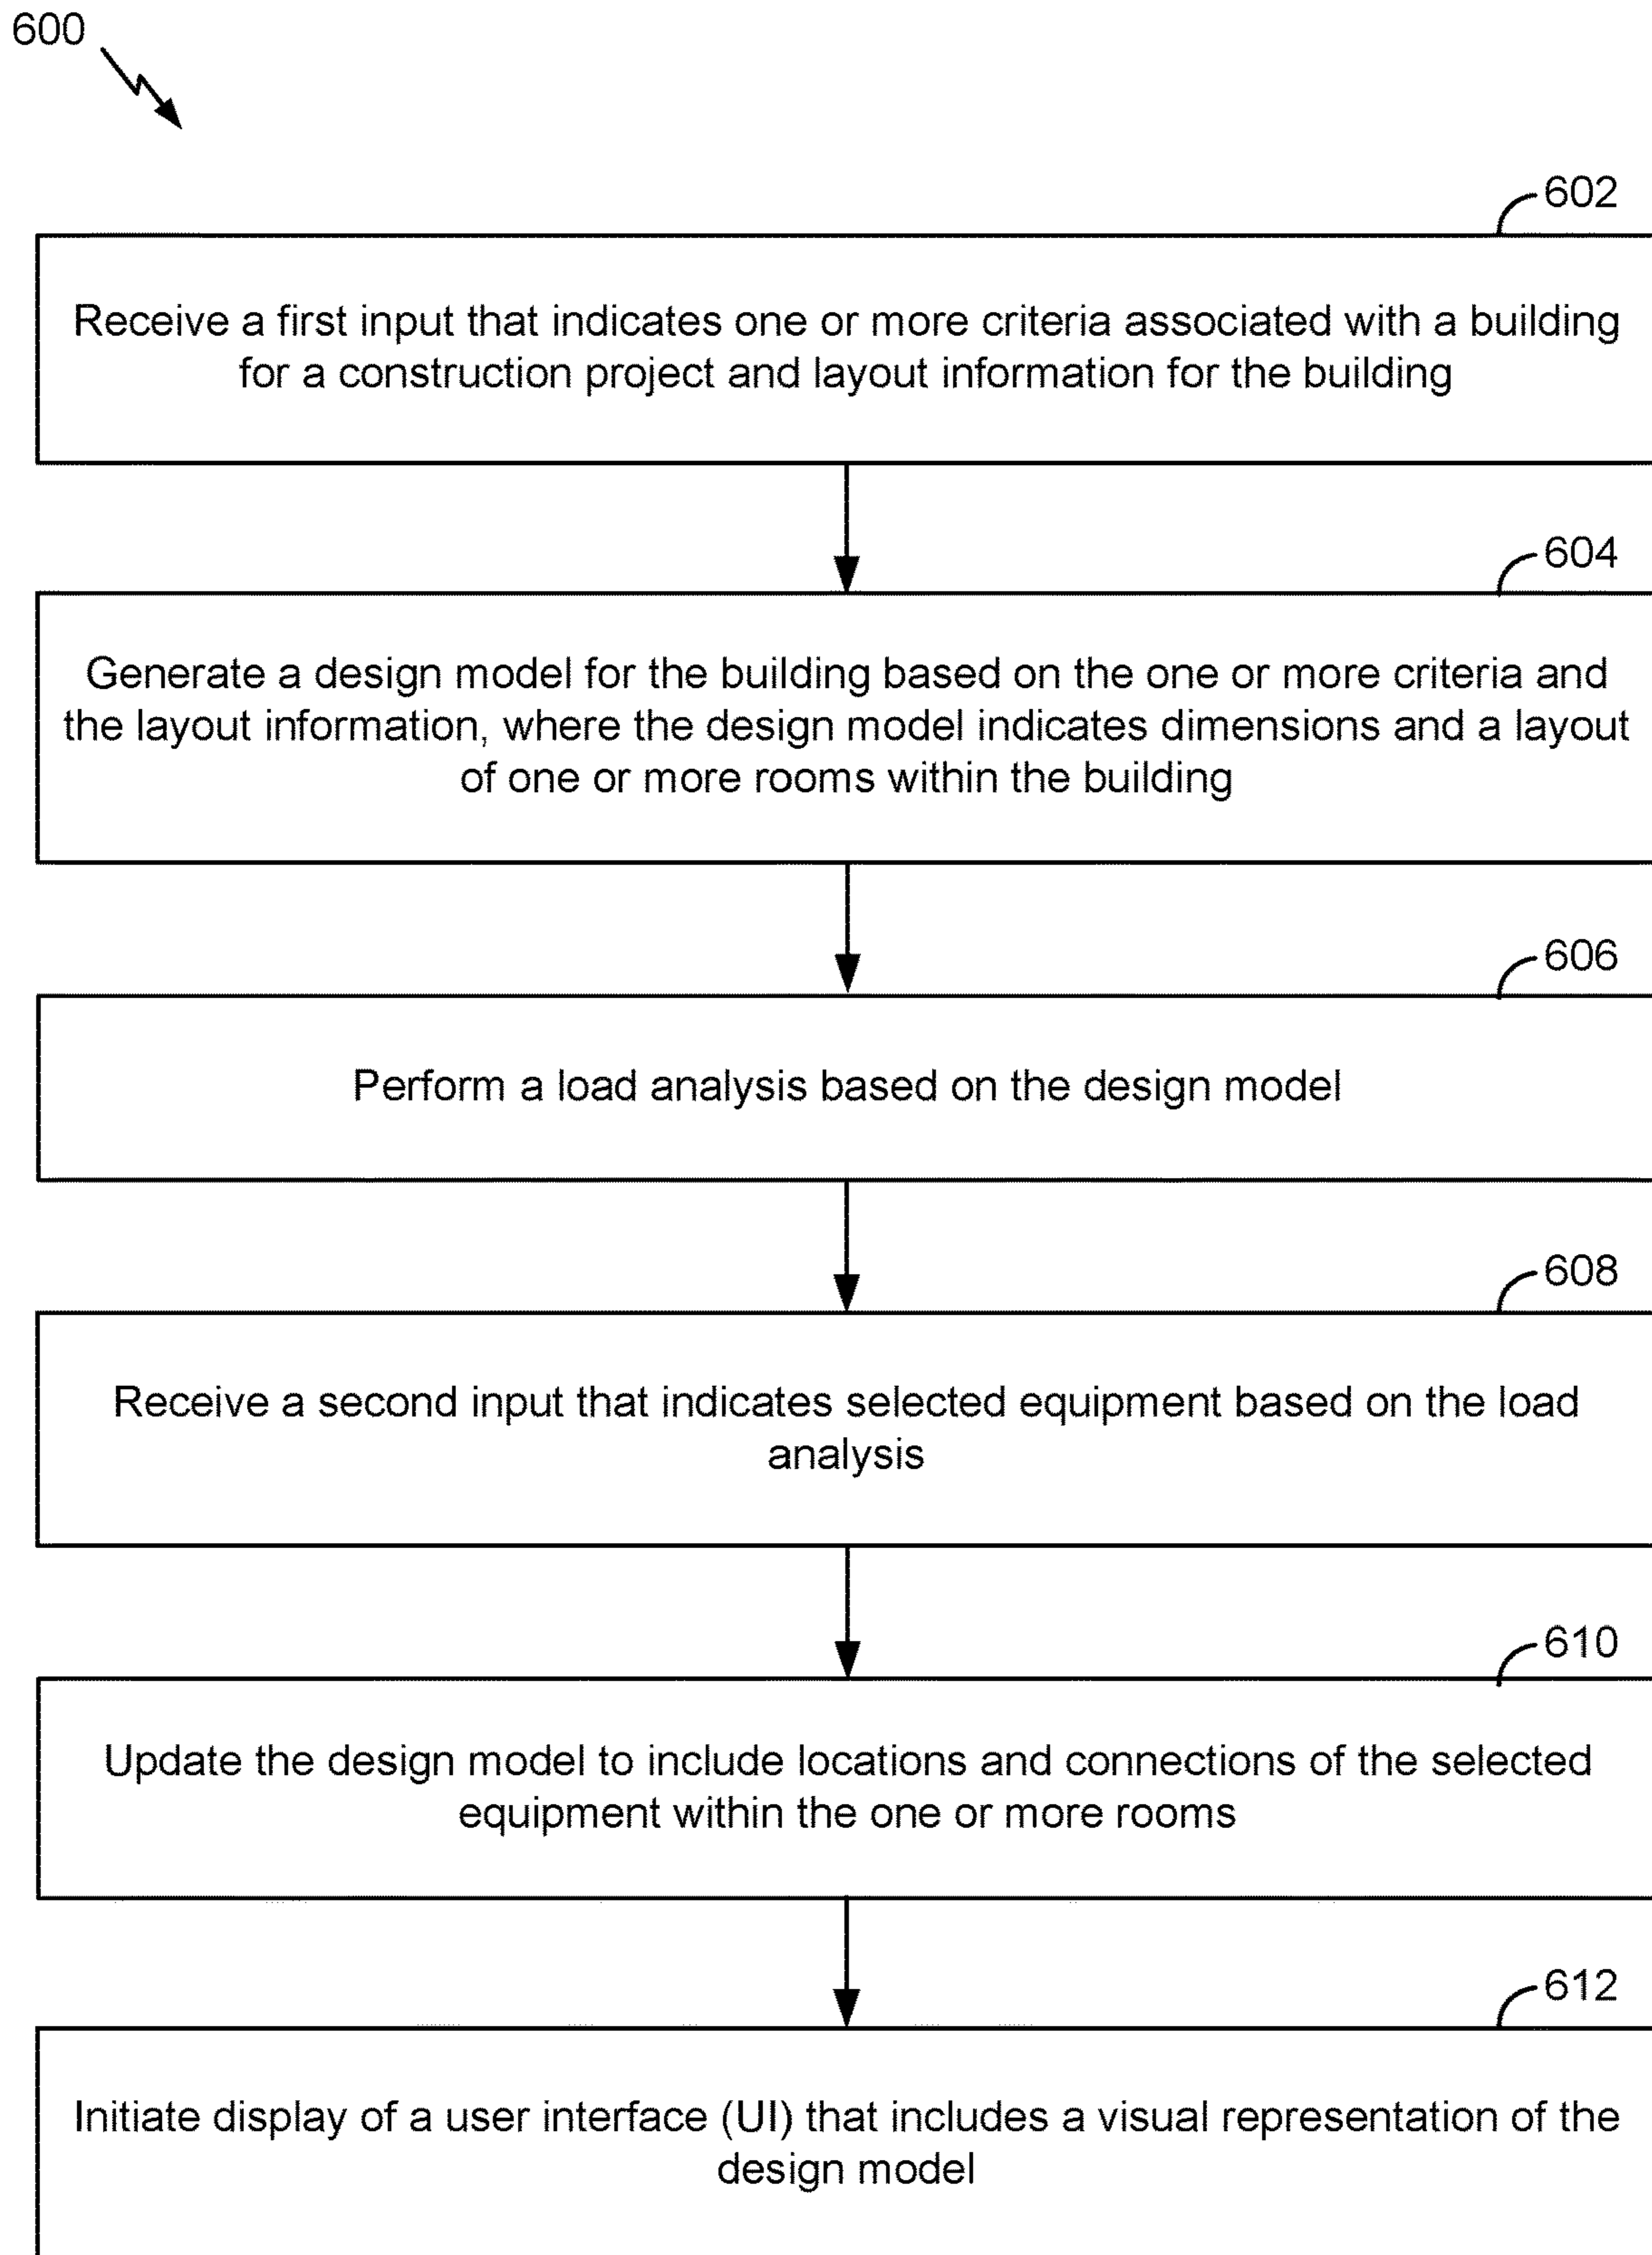 600
602
Receive a first input that indicates one or more criteria associated with a building
for a construction project and layout information for the building
604
Generate a design model for the building based on the one or more criteria and
the layout information, where the design model indicates dimensions and a layout
of one or more rooms within the building
606
Perform a load analysis based on the design model
608
Receive a second input that indicates selected equipment based on the load
analysis
610
Update the design model to include locations and connections of the selected
equipment within the one or more rooms
612
Initiate display of a user interface (UI) that includes a visual representation of the
design model